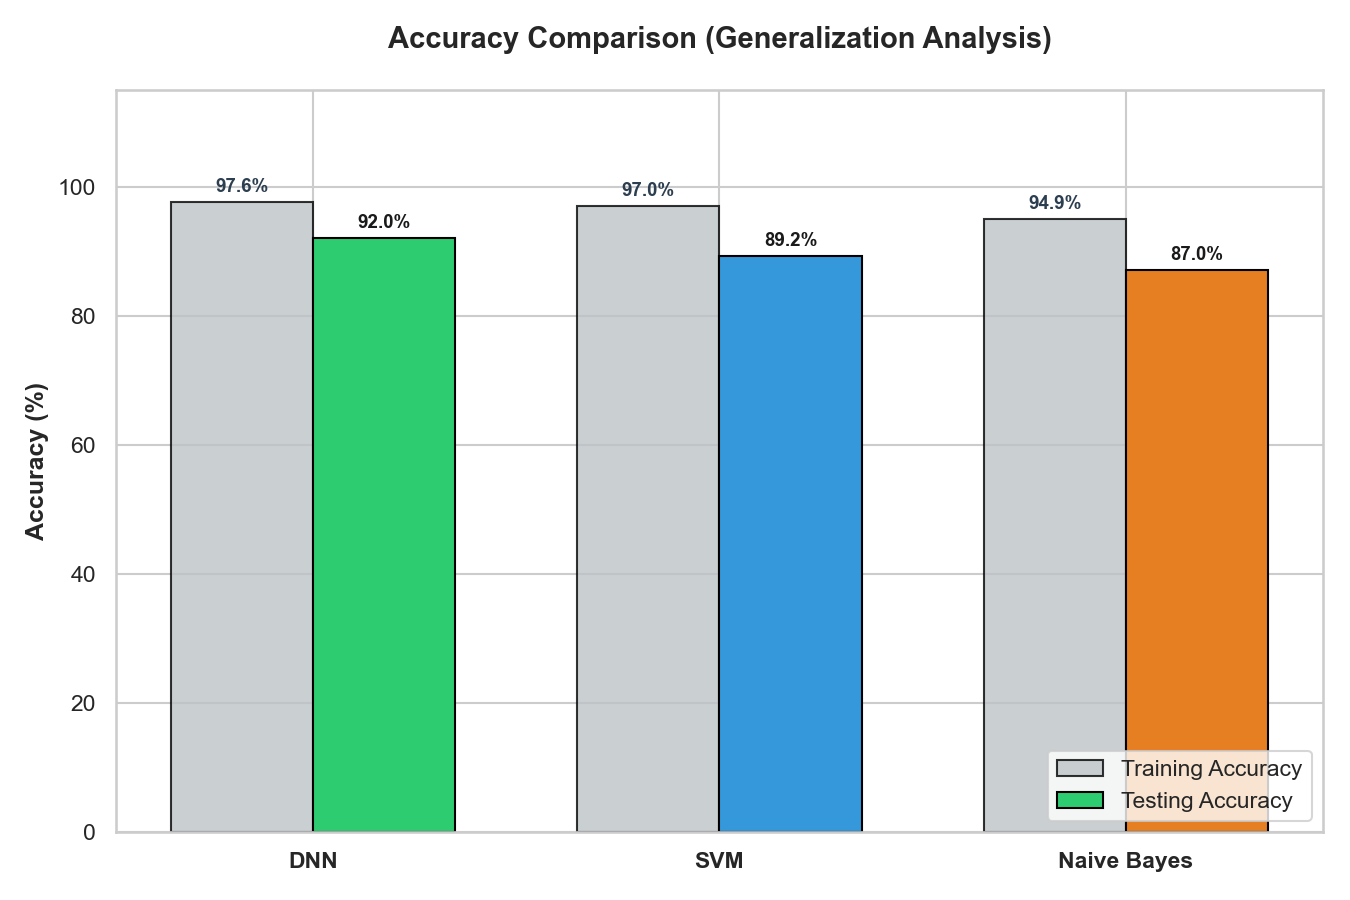 Accuracy Comparison (Generalization Analysis)
Accuracy (%)
100
80
60
40
20
0
97.6%
92.0%
97.0%
89.2%
94.9%
87.0%
Training Accuracy
Testing Accuracy
DNN
SVM
Naive Bayes